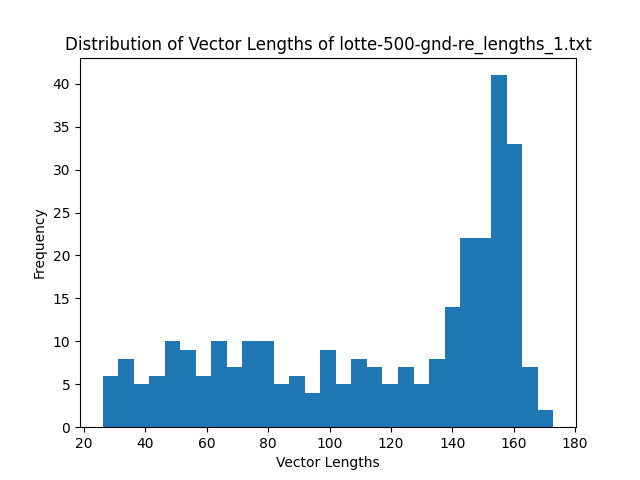 Distribution of Vector Lengths of lotte-500-gnd-re_lengths_1.txt
40
35
30
25
20
15
10
5
0
Frequency
20 40 60 80 100 120 140 160 180
Vector Lengths